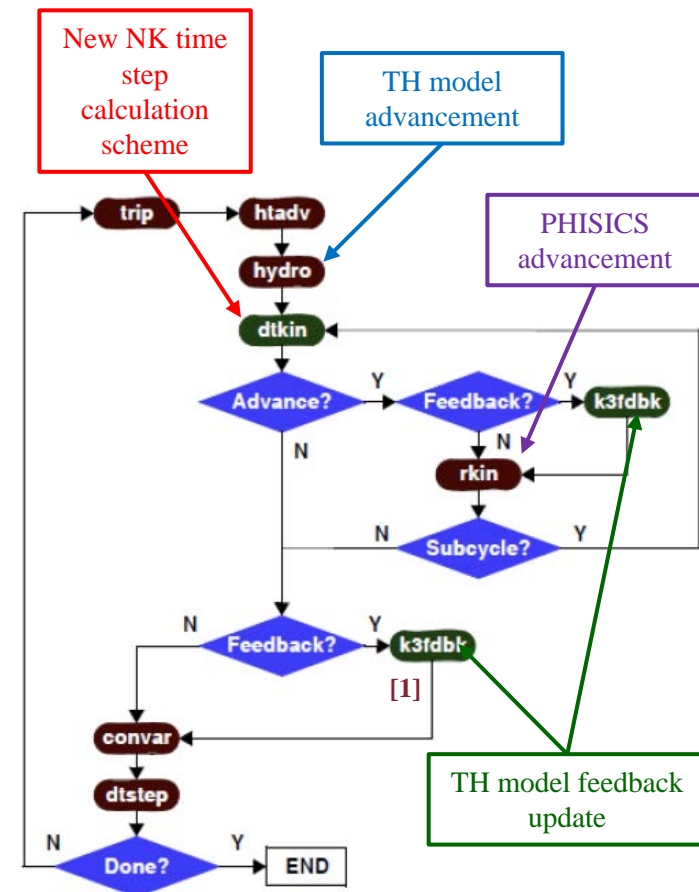 New NK time
step
calculation
scheme
TH model
advancement
trip
htadv
PHISICS
advancement
hydro
dtkin
Advance?
Y
Feedback?
Y
k3fdbk
N
N
rkin
N
Subcycle?
Y
N
Feedback?
Y
k3fdbk
[1]
convar
TH model feedback
update
dtstep
N
Done?
Y
END